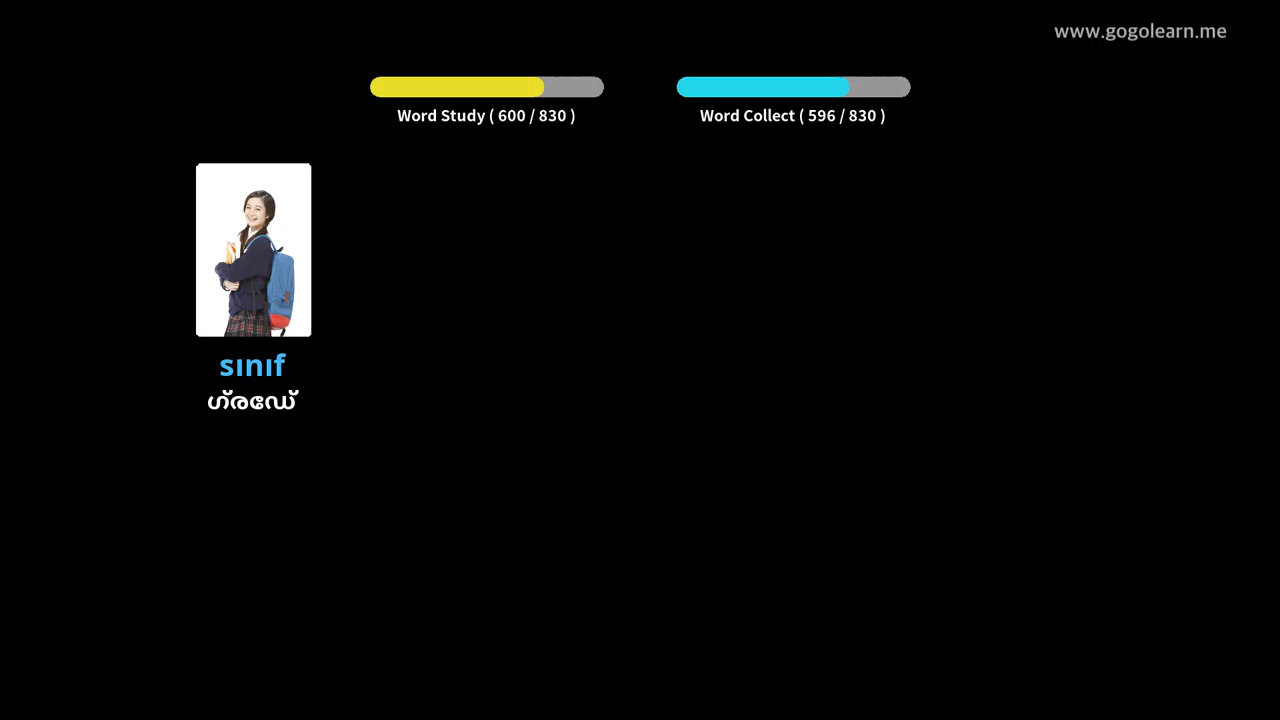 www.gogolearn.me
Word Study ( 600 / 830 )
Word Collect ( 596 / 830 )
sınıf
ഗ്രേഡ്